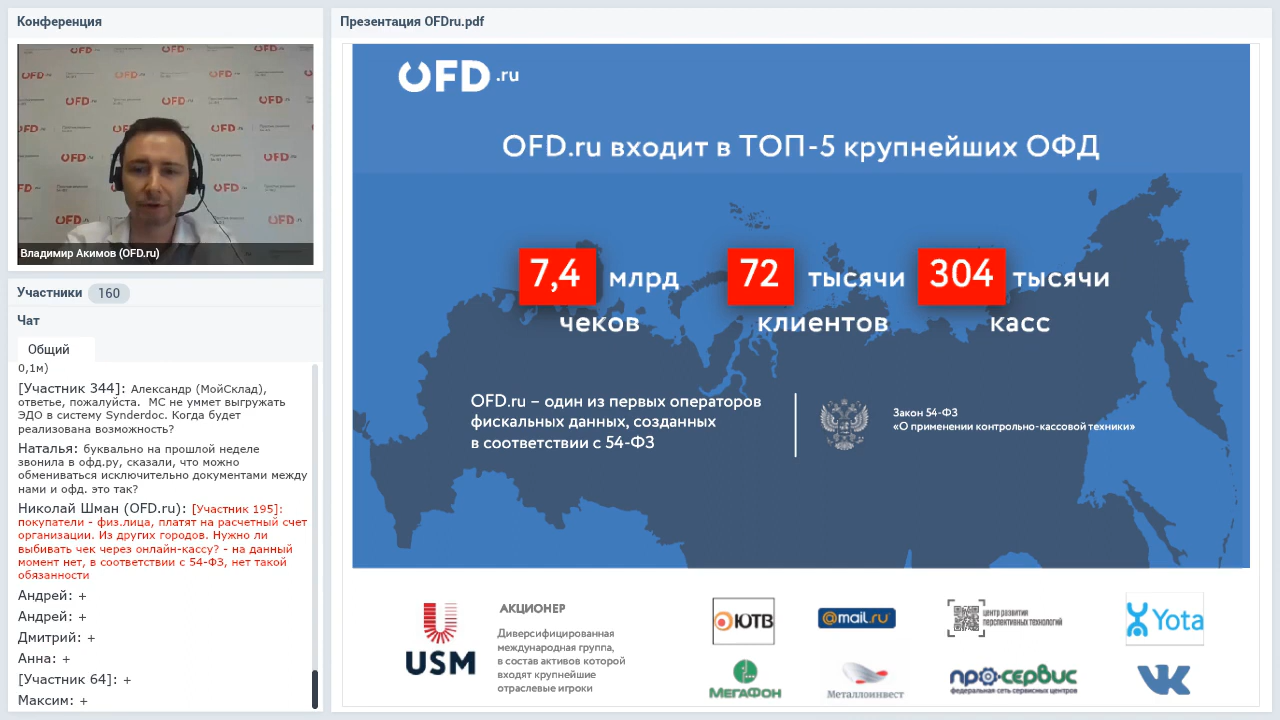 Конференция
Владимир Акимов (OFD.ru)
Участники 160
Чат
Общий
0,1м)
[Участник 344]: Александр (МойСклад),
ответье, пожалуйста. МС не уммет выгружать
ЭДО в систему Synderdoc. Когда будет
реализована возможность?
Наталья: буквально на прошлой неделе
звонила в офд.ру, сказали, что можно
обмениваться исключительно документами между
нами и офд. это так?
Николай Шман (OFD.ru): [Участник 195]:
покупатели - физ.лица, платят на расчетный счет
организации. Из других городов. Нужно ли
выбивать чек через онлайн-кассу? - на данный
момент нет, в соответствии с 54-ФЗ, нет такой
обязанности
Андрей: +
Андрей: +
Дмитрий: +
Анна: +
[Участник 64]: +
Максим: +
Презентация OFDru.pdf
OFD.ru
OFD.ru входит в ТОП-5 крупнейших ОФД
7,4 млрд
чеков
72 тысячи
клиентов
304 тысячи
касс
OFD.ru – один из первых операторов
фискальных данных, созданных
в соответствии с 54-ФЗ
Закон 54-ФЗ
«О применении контрольно-кассовой техники»
USM
АКЦИОНЕР
Диверсифицированная
международная группа,
в состав активов которой
входят крупнейшие
отраслевые игроки
ЮТВ
@mail.ru
центр развития
перспективных технологий
Yota
МЕГАФОН
Металлоинвест
про-сервис
федеральная сеть сервисных центров